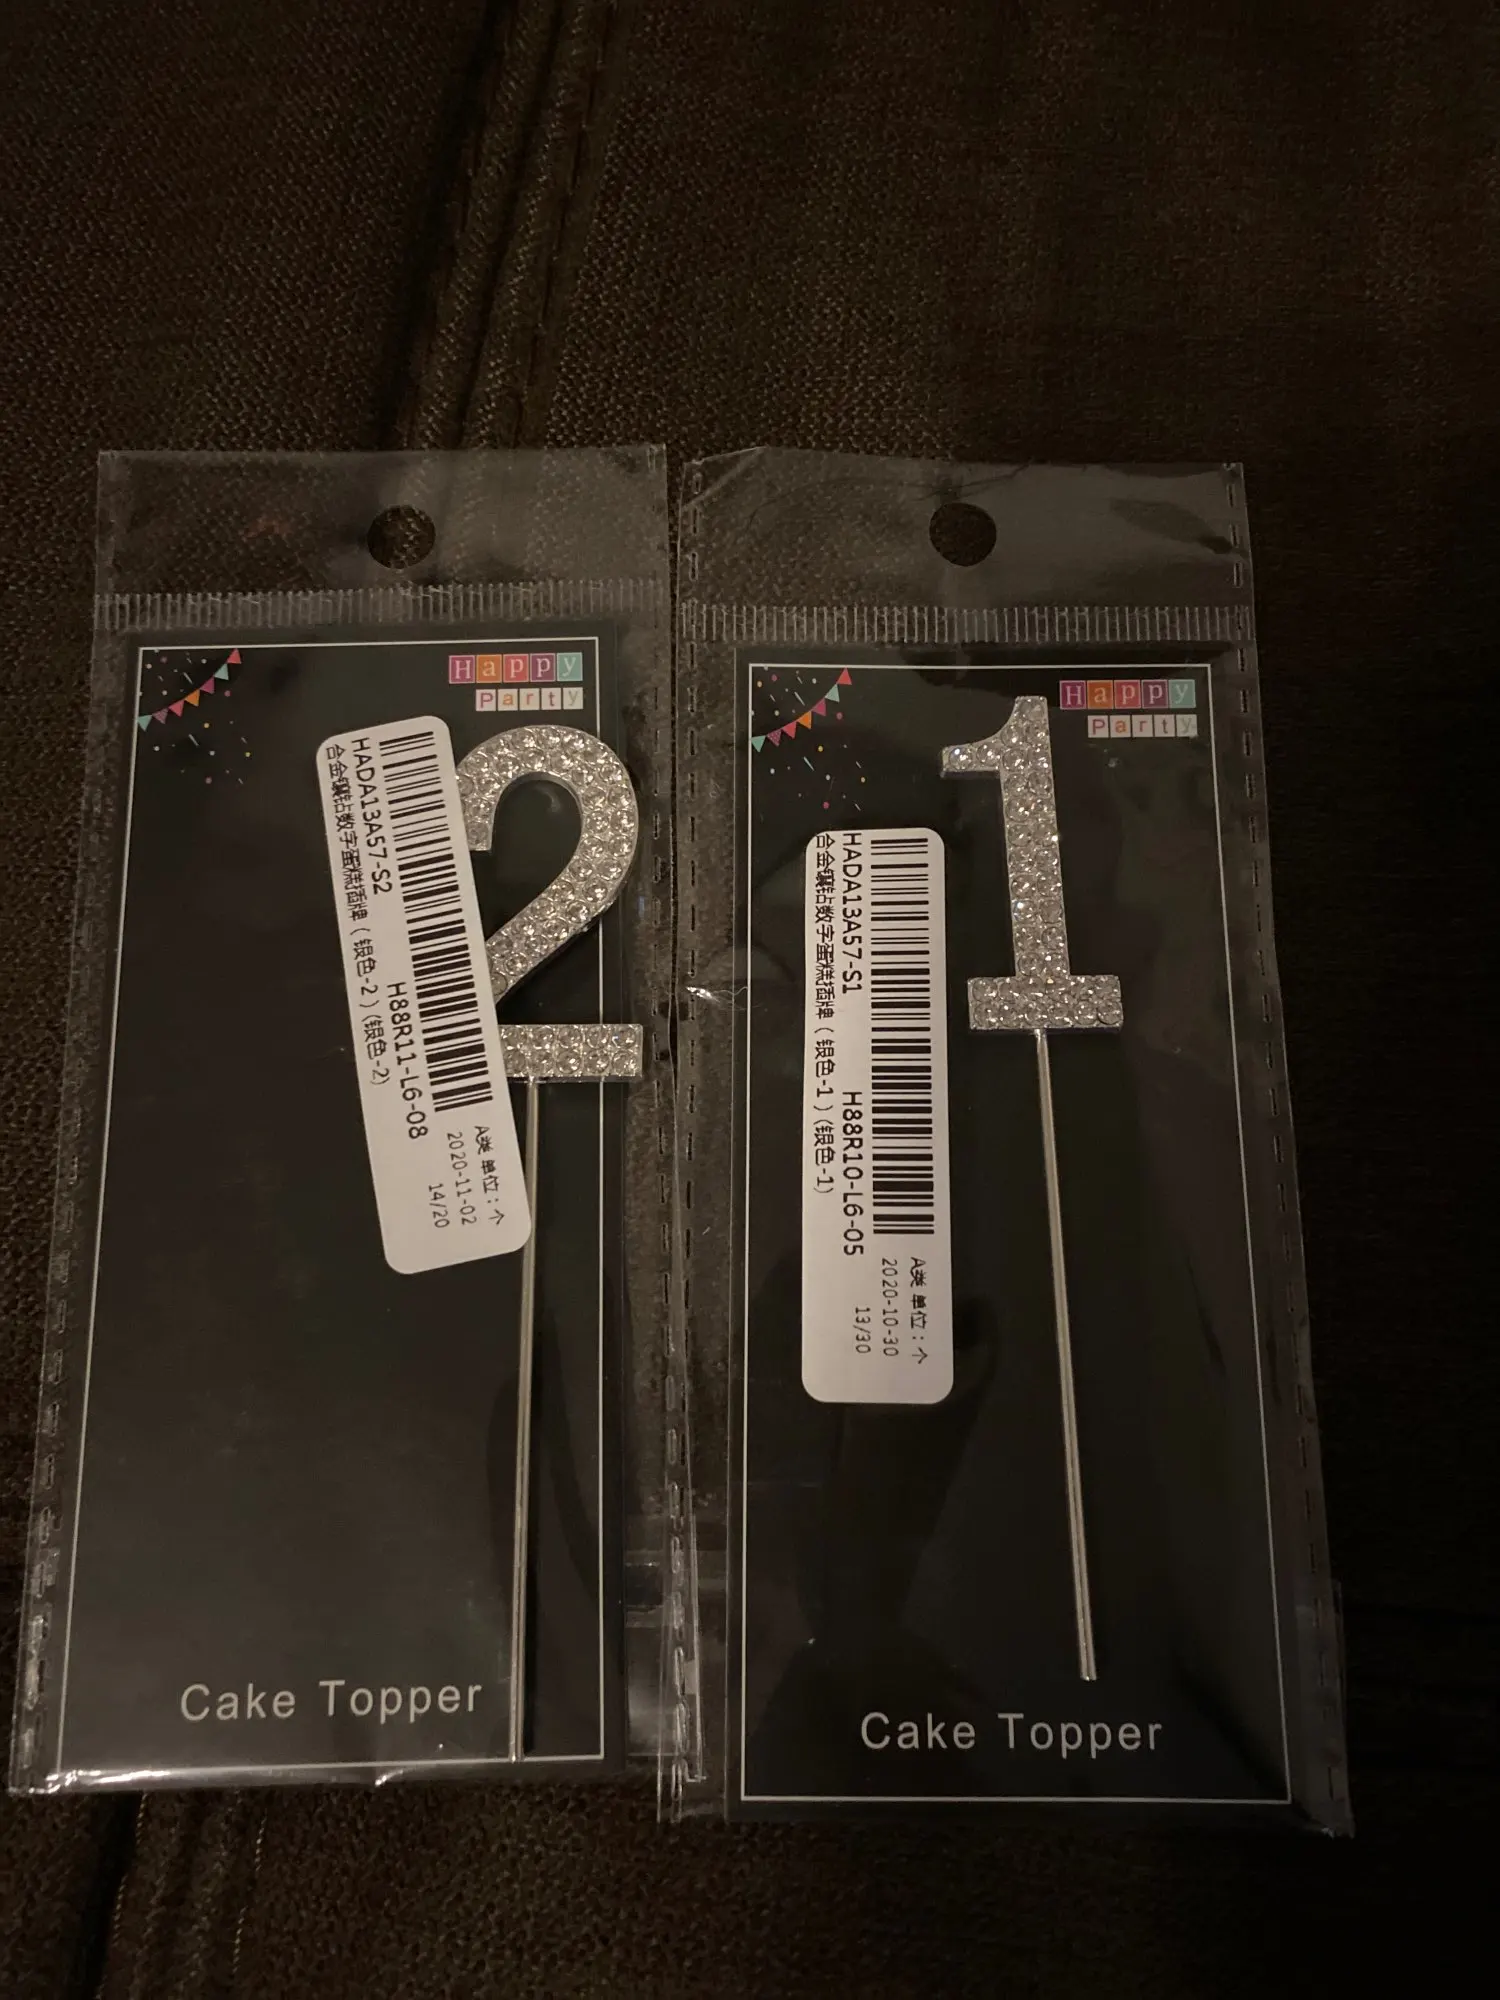 Happy
Party
2
HADA13A57-S2
H88R11-L6-08
合金镶钻数字蛋糕插牌（银色-2）(银色-2)
A类 单位：个
2020-11-02
14/20
Cake Topper
Happy
Party
1
HADA13A57-S1
H88R10-L6-05
合金镶钻数字蛋糕插牌（银色-1）(银色-1)
A类 单位：个
2020-10-30
13/30
Cake Topper